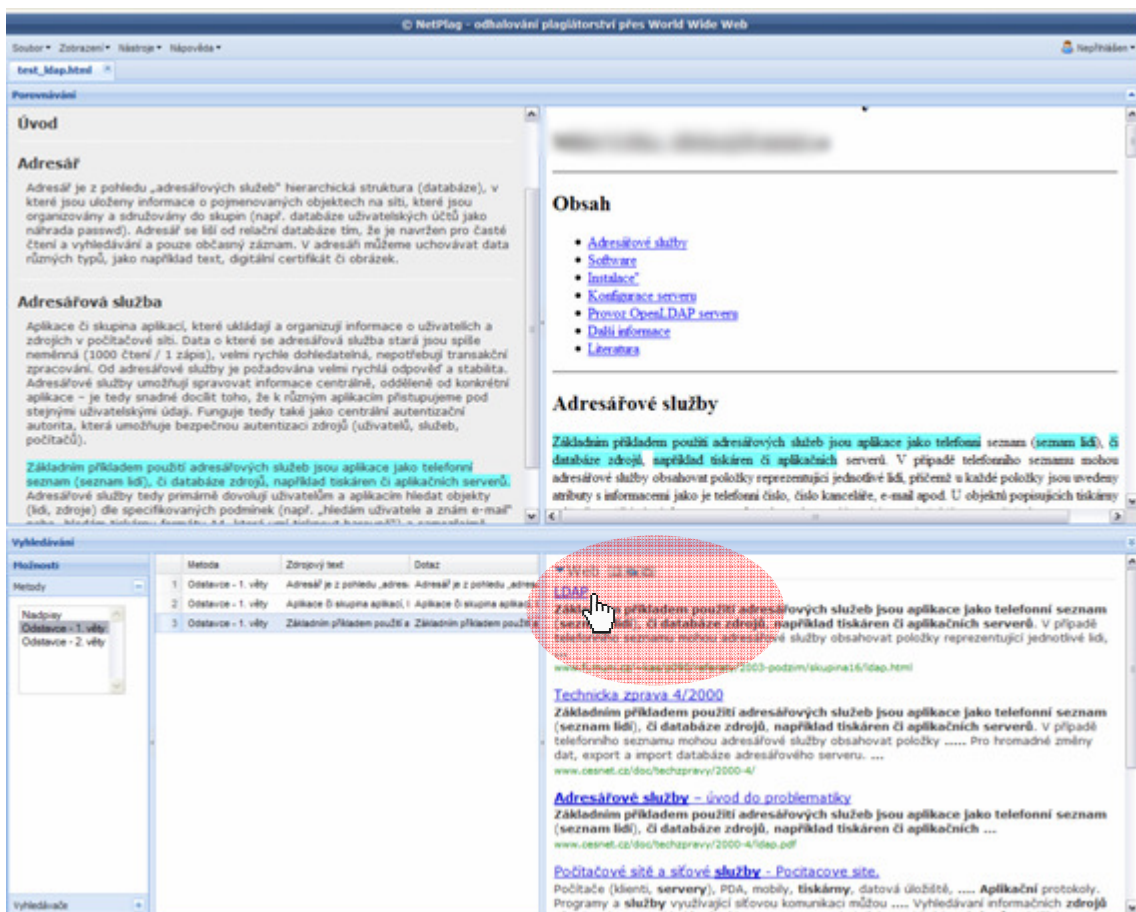 © NetPlag - odhalování plagiátorství přes World Wide Web
Soubor Zobrazení Nástroje Nápověda
Nepřihlášen
test_ldap.html
Porovnávání
Úvod
Adresář
Adresář je z pohledu „adresářových služeb" hierarchická struktura (databáze), v
které jsou uloženy informace o pojmenovaných objektech na síti, které jsou
organizovány a sdružovány do skupin (např. databáze uživatelských účtů jako
náhrada passwd). Adresář se liší od relační databáze tím, že je navržen pro časté
čtení a vyhledávání a pouze občasný záznam. V adresáři můžeme uchovávat data
různých typů, jako například text, digitální certifikát či obrázek.
Adresářová služba
Aplikace či skupina aplikací, které ukládají a organizují informace o uživatelích a
zdrojích v počítačové síti. Data o které se adresářová služba stará jsou spíše
neměnná (1000 čtení / 1 zápis), velmi rychle dohledatelná, nepotřebují transakční
zpracování. Od adresářové služby je požadována velmi rychlá odpověď a stabilita.
Adresářové služby umožňují spravovat informace centrálně, odděleně od konkrétní
aplikace – je tedy snadné docílit toho, že k různým aplikacím přistupujeme pod
stejnými uživatelskými údaji. Funguje tedy také jako centrální autentizační
autorita, která umožňuje bezpečnou autentizaci zdrojů (uživatelů, služeb,
počítačů).
Základním příkladem použití adresářových služeb jsou aplikace jako telefonní
seznam (seznam lidí), či databáze zdrojů, například tiskáren či aplikačních serverů.
Adresářové služby tedy primárně dovolují uživatelům a aplikacím hledat objekty
(lidi, zdroje) dle specifikovaných podmínek (např. „hledám uživatele a znám e-mail"
Obsah
Adresářové služby
Software
Instalace"
Konfigurace serveru
Provoz OpenLDAP serveru
Další informace
Literatura
Adresářové služby
Základním příkladem použití adresářových služeb jsou aplikace jako telefonní seznam (seznam lidí), či
databáze zdrojů, například tiskáren či aplikačních serverů. V případě telefonního seznamu mohou
adresářové služby obsahovat položky reprezentující jednotlivé lidi, přičemž u každé položky jsou uvedeny
atributy s informacemi jako je telefonní číslo, číslo kanceláře, e-mail apod. U objektů popisujících tiskárny
Vyhledávání
Možnosti
Metody
Nadpisy
Odstavce - 1. věty
Odstavce - 2. věty
Vyhledávače
Metoda Zdrojový text Dotaz
1 Odstavce - 1. věty Adresář je z pohledu „adres Adresář je z pohledu „adres
2 Odstavce - 1. věty Aplikace či skupina aplikací, Aplikace či skupina aplikací
3 Odstavce - 1. věty Základním příkladem použití a Základním příkladem použití a
Web
LDAP
Základním příkladem použití adresářových služeb jsou aplikace jako telefonní seznam
(seznam lidí), či databáze zdrojů, například tiskáren či aplikačních serverů. V případě
telefonního seznamu mohou adresářové služby obsahovat položky reprezentující jednotlivé lidi,
...
2003-podzim/skupina16/ldap.html
Technicka zprava 4/2000
Základním příkladem použití adresářových služeb jsou aplikace jako telefonní seznam
(seznam lidí), či databáze zdrojů, například tiskáren či aplikačních serverů. V případě
telefonního seznamu mohou adresářové služby obsahovat položky ..... Pro hromadné změny
dat, export a import databáze adresářového serveru. ...
www.cesnet.cz/doc/techzpravy/2000-4/
Adresářové služby – úvod do problematiky
Základním příkladem použití adresářových služeb jsou aplikace jako telefonní seznam
(seznam lidí), či databáze zdrojů, například tiskáren či aplikačních ...
www.cesnet.cz/doc/techzpravy/2000-4/ldap.pdf
Počítačové sítě a síťové služby - Pocitacove site.
Počítače (klienti, servery), PDA, mobily, tiskárny, datová úložiště, .... Aplikační protokoly.
Programy a služby využívající síťovou komunikaci můžou .... Vyhledávaní informačních zdrojů